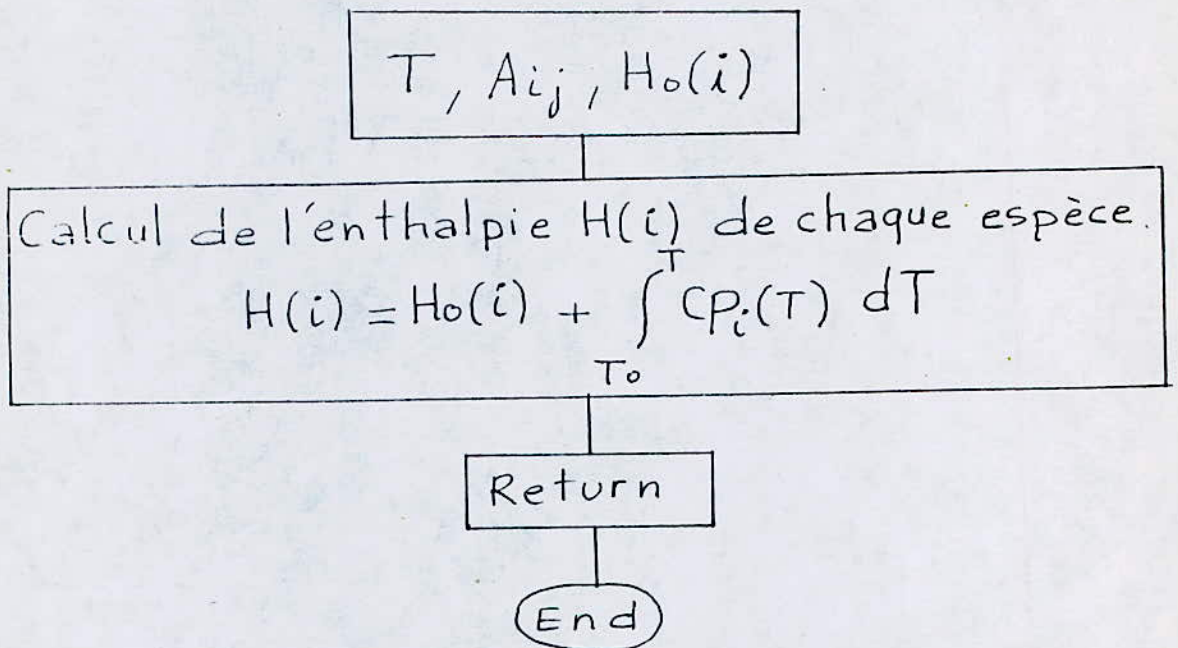 T, Aij, Ho(i)
Calcul de l'enthalpie H(i) de chaque espèce.
H(i) = Ho(i) + ∫_{To}^{T} CPi(T) dT
Return
End